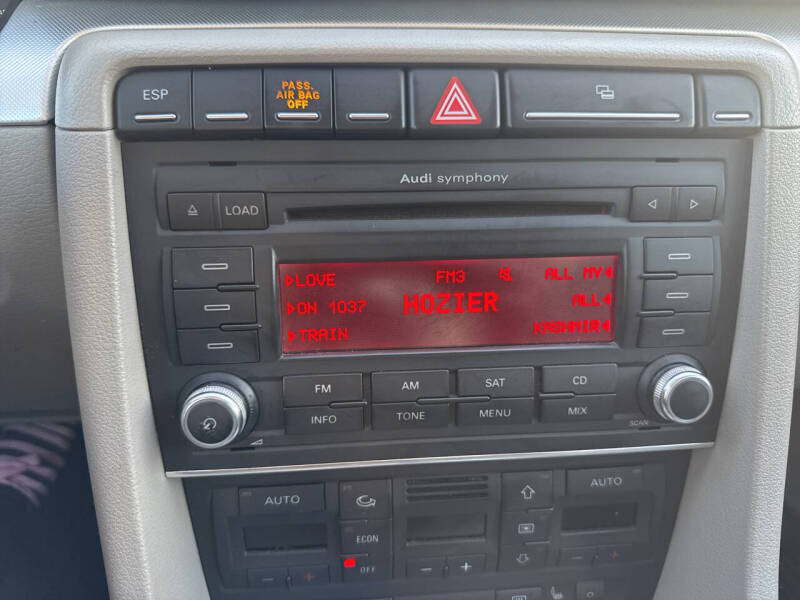 ESP
PASS.
AIR BAG
OFF
Audi symphony
LOAD
LOVE FM3 ALL MY
ON 1037 HOZIER ALL
TRAIN KASHMIR
FM AM SAT CD
INFO TONE MENU MIX
SCAN
AUTO AUTO
ECON
OFF